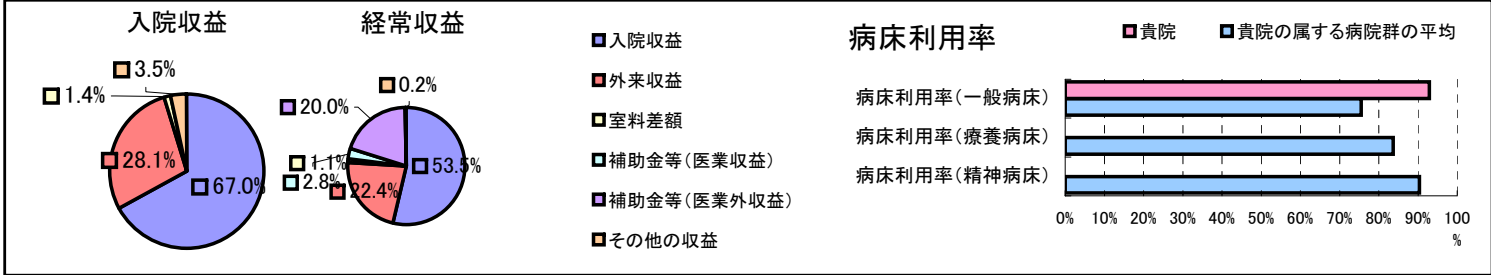 入院収益
3.5%
1.4%
28.1%
67.0%
経常収益
0.2%
20.0%
1.1%
2.8%
22.4%
53.5%
入院収益
外来収益
室料差額
補助金等(医業収益)
補助金等(医業外収益)
その他の収益
病床利用率
貴院
貴院の属する病院群の平均
病床利用率(一般病床)
病床利用率(療養病床)
病床利用率(精神病床)
0% 10% 20% 30% 40% 50% 60% 70% 80% 90% 100
%